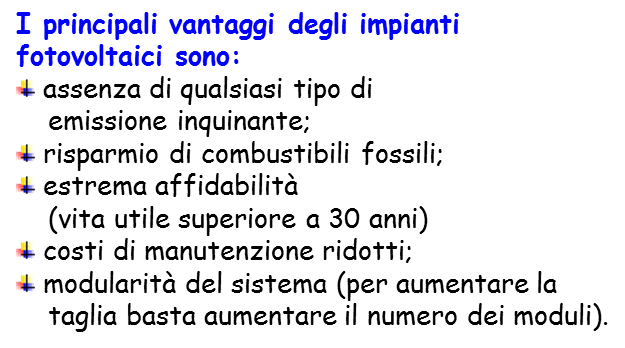 I principali vantaggi degli impianti
fotovoltaici sono:
assenza di qualsiasi tipo di
emissione inquinante;
risparmio di combustibili fossili;
estrema affidabilità
(vita utile superiore a 30 anni)
costi di manutenzione ridotti;
modularità del sistema (per aumentare la
taglia basta aumentare il numero dei moduli).